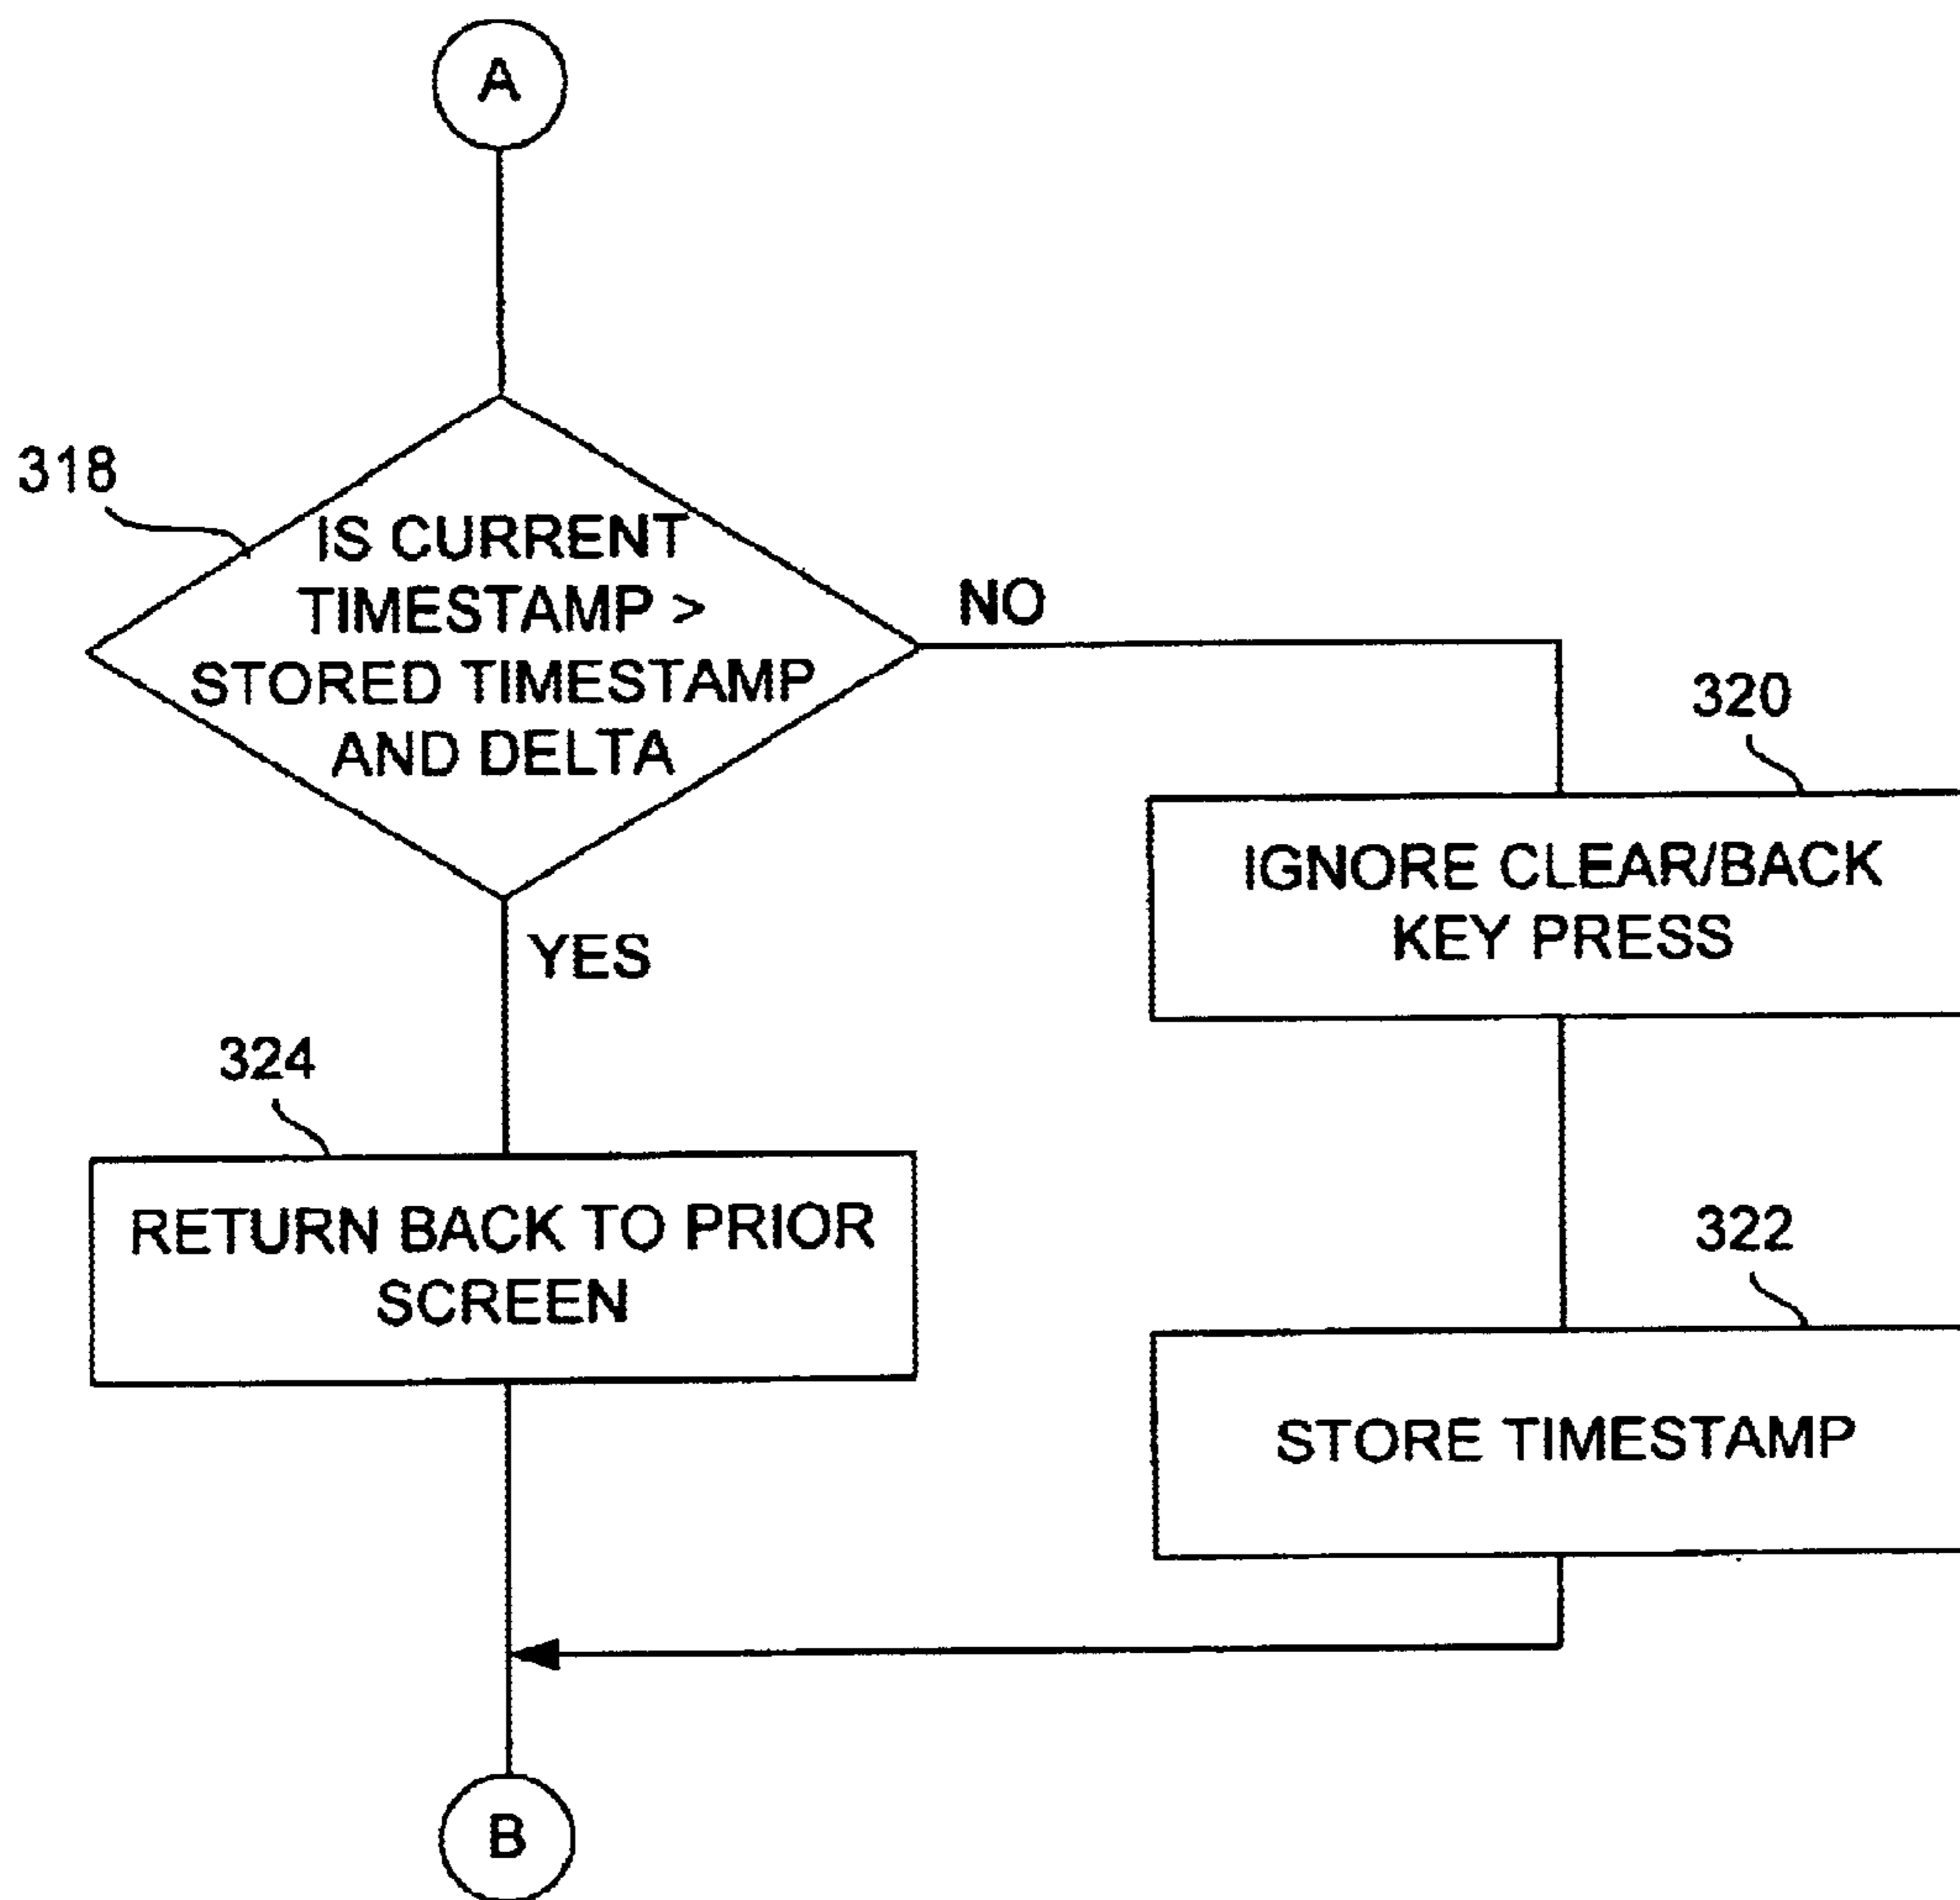 A
318
IS CURRENT
TIMESTAMP >
STORED TIMESTAMP
AND DELTA
NO
320
IGNORE CLEAR/BACK
KEY PRESS
YES
324
RETURN BACK TO PRIOR
SCREEN
322
STORE TIMESTAMP
B